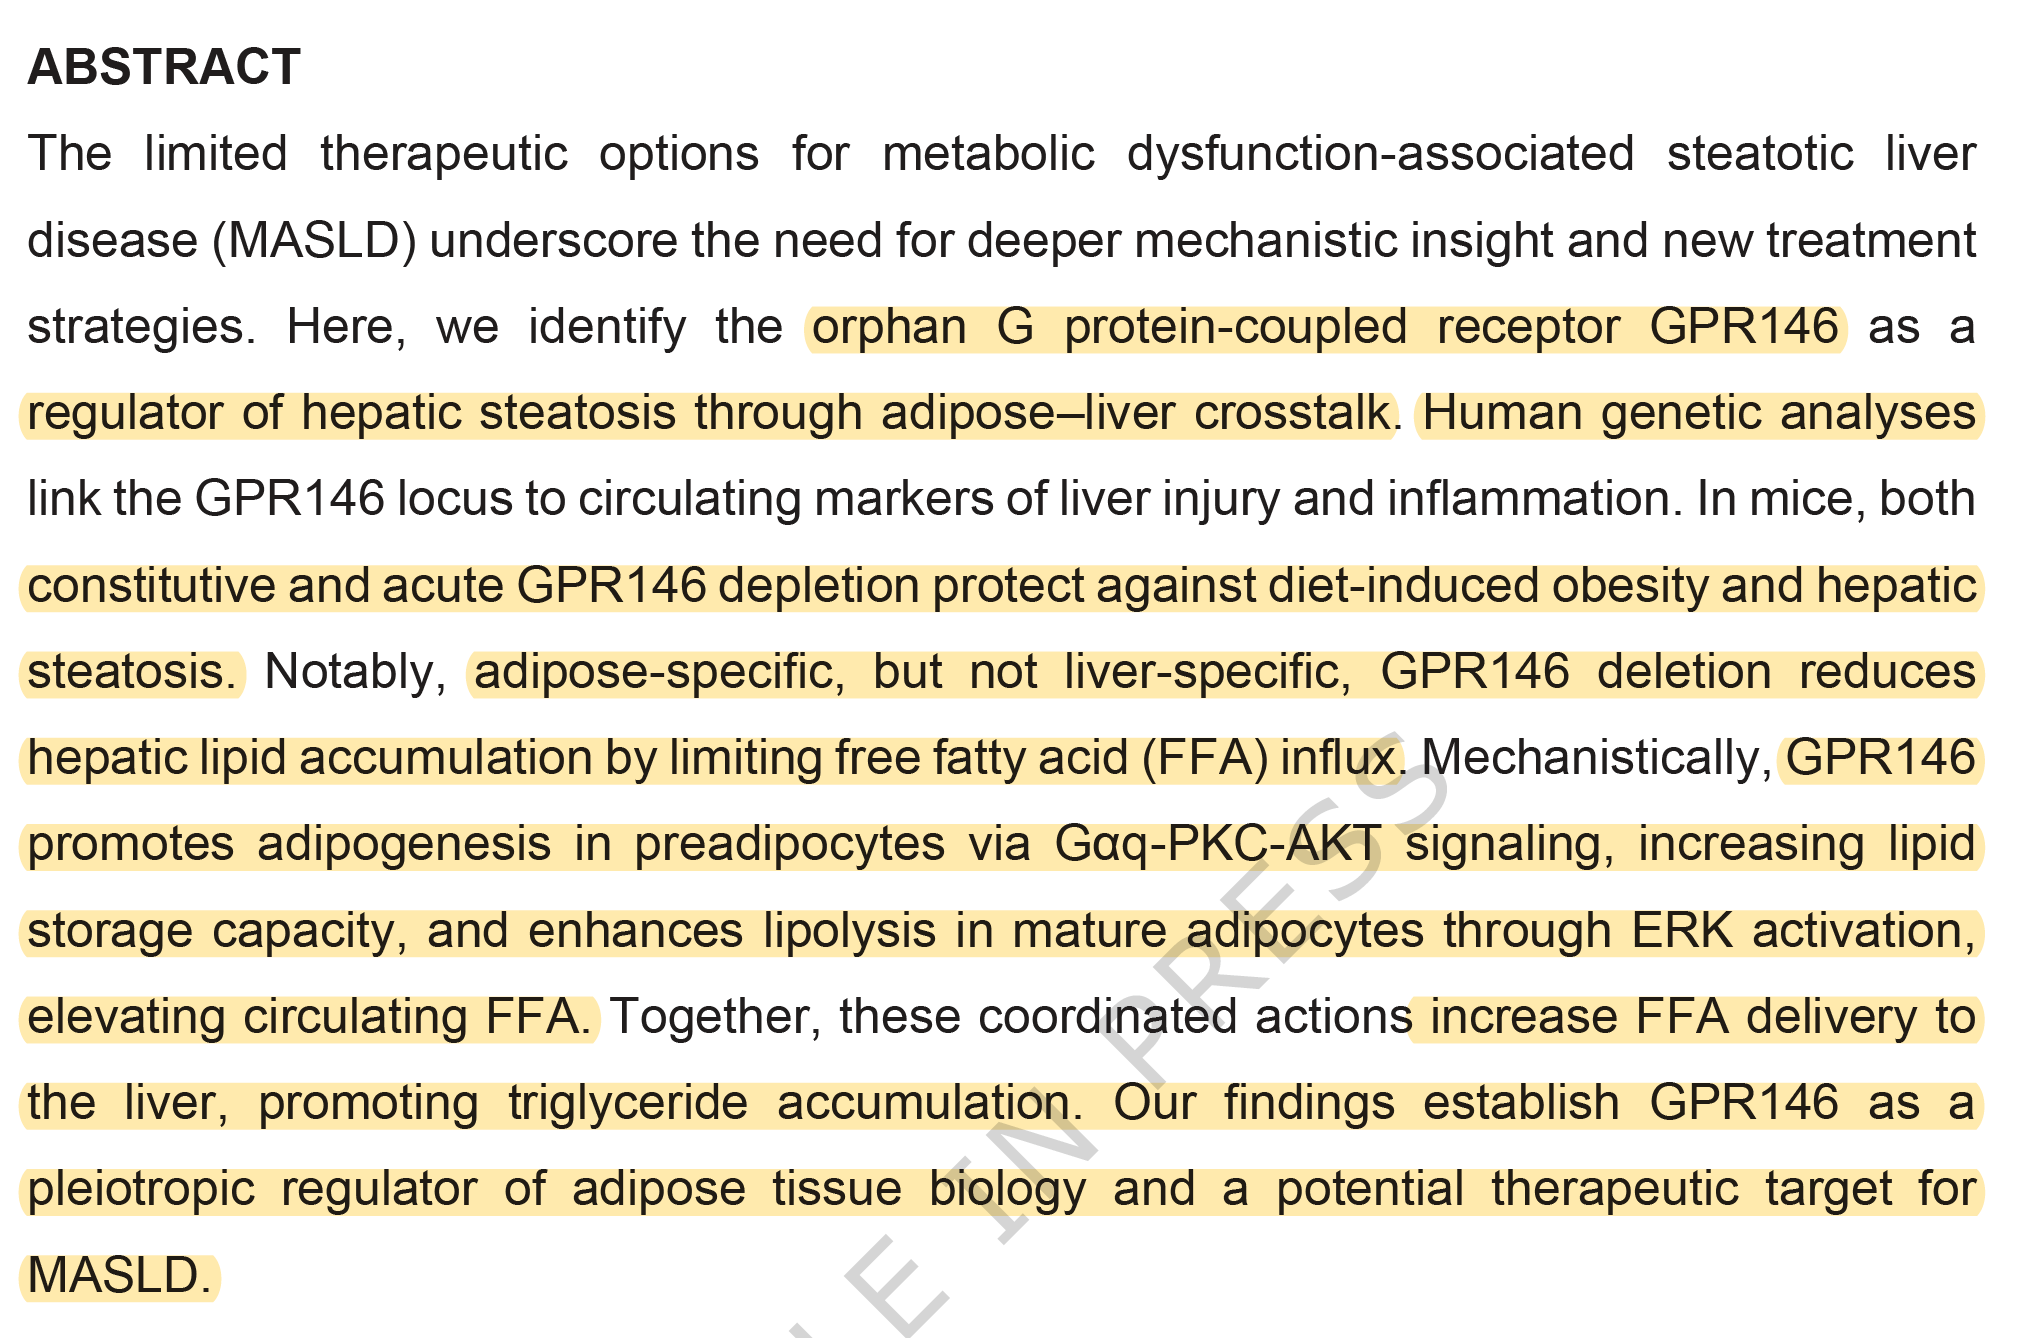 ABSTRACT
The limited therapeutic options for metabolic dysfunction-associated steatotic liver
disease (MASLD) underscore the need for deeper mechanistic insight and new treatment
strategies. Here, we identify the orphan G protein-coupled receptor GPR146 as a
regulator of hepatic steatosis through adipose–liver crosstalk. Human genetic analyses
link the GPR146 locus to circulating markers of liver injury and inflammation. In mice, both
constitutive and acute GPR146 depletion protect against diet-induced obesity and hepatic
steatosis. Notably, adipose-specific, but not liver-specific, GPR146 deletion reduces
hepatic lipid accumulation by limiting free fatty acid (FFA) influx. Mechanistically, GPR146
promotes adipogenesis in preadipocytes via Gαq-PKC-AKT signaling, increasing lipid
storage capacity, and enhances lipolysis in mature adipocytes through ERK activation,
elevating circulating FFA. Together, these coordinated actions increase FFA delivery to
the liver, promoting triglyceride accumulation. Our findings establish GPR146 as a
pleiotropic regulator of adipose tissue biology and a potential therapeutic target for
MASLD.
E IN PRESS